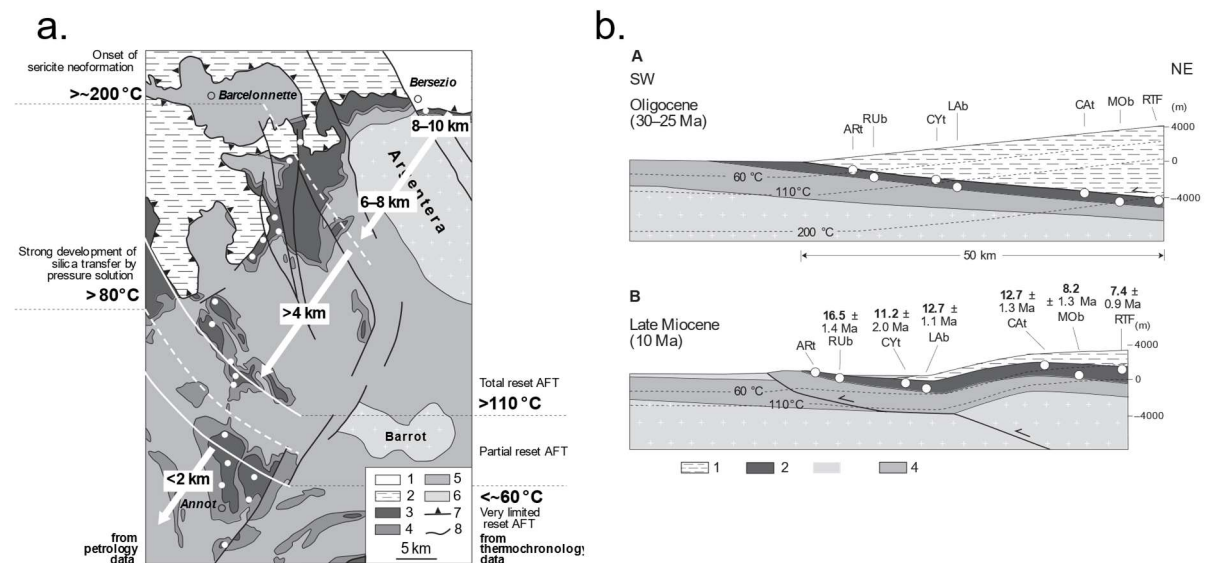 a.
Onset of
sericite neoformation
>~200°C
Barcelonnette
Bersezio
8–10 km
Argentera
6–8 km
Strong development of
silica transfer by
pressure solution
>80°C
>4 km
Total reset AFT
>110°C
Barrot
Partial reset AFT
<2 km
Annot
<~60°C
Very limited
reset AFT
1 5
2 6
3 7
4 8
5 km
from
petrology
data
from
thermochronology
data
b.
A
SW
NE
Oligocene
(30–25 Ma)
ARt
RUb
CYt
LAb
CAt
MOb
RTF
(m)
4000
0
–4000
60 °C
110°C
200 °C
50 km
B
Late Miocene
(10 Ma)
ARt
16.5 ±
1.4 Ma
RUb
11.2 ±
2.0 Ma
CYt
12.7 ±
1.1 Ma
LAb
12.7 ±
1.3 Ma
CAt
8.2
± 1.3 Ma
MOb
7.4 ±
0.9 Ma
RTF
(m)
4000
0
–4000
60 °C
110°C
1 2 4